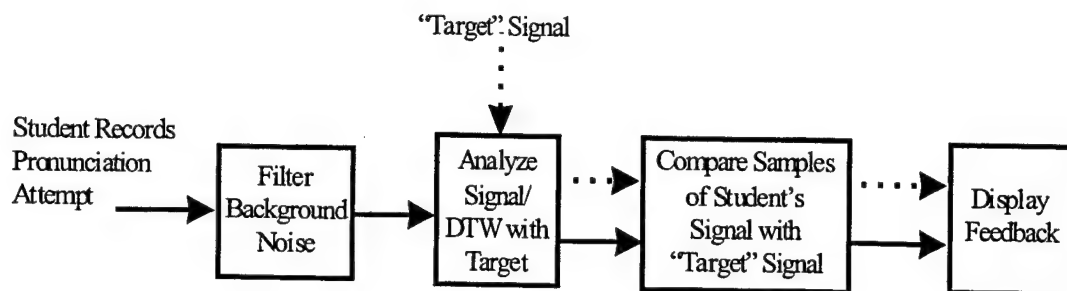 “Target” Signal
Student Records
Pronunciation
Attempt
Filter
Background
Noise
Analyze
Signal/
DTW with
Target
Compare Samples
of Student’s
Signal with
“Target” Signal
Display
Feedback